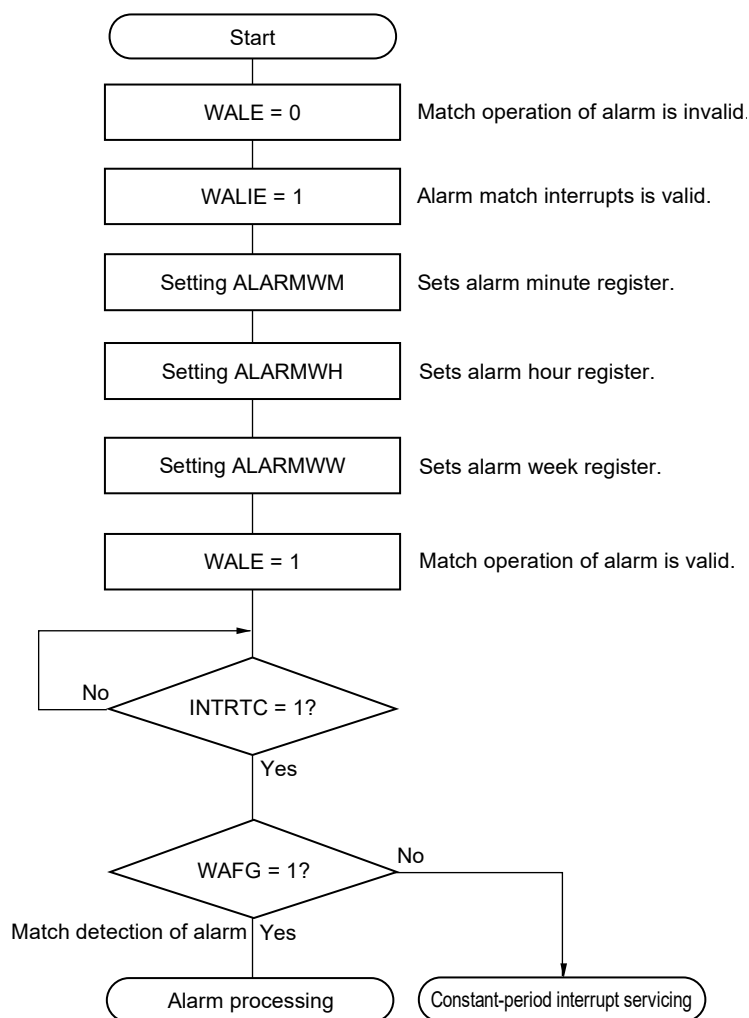 Start
WALE = 0
Match operation of alarm is invalid.
WALIE = 1
Alarm match interrupts is valid.
Setting ALARMWM
Sets alarm minute register.
Setting ALARMWH
Sets alarm hour register.
Setting ALARMWW
Sets alarm week register.
WALE = 1
Match operation of alarm is valid.
No
INTRTC = 1?
Yes
WAFG = 1?
No
Match detection of alarm
Yes
Alarm processing
Constant-period interrupt servicing